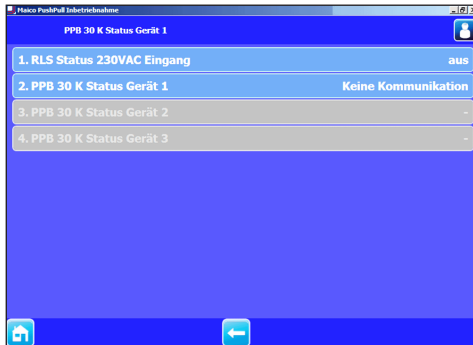 Maico PushPull Inbetriebnahme
PPB 30 K Status Gerät 1
1. RLS Status 230VAC Eingang aus
2. PPB 30 K Status Gerät 1 Keine Kommunikation
3. PPB 30 K Status Gerät 2 -
4. PPB 30 K Status Gerät 3 -